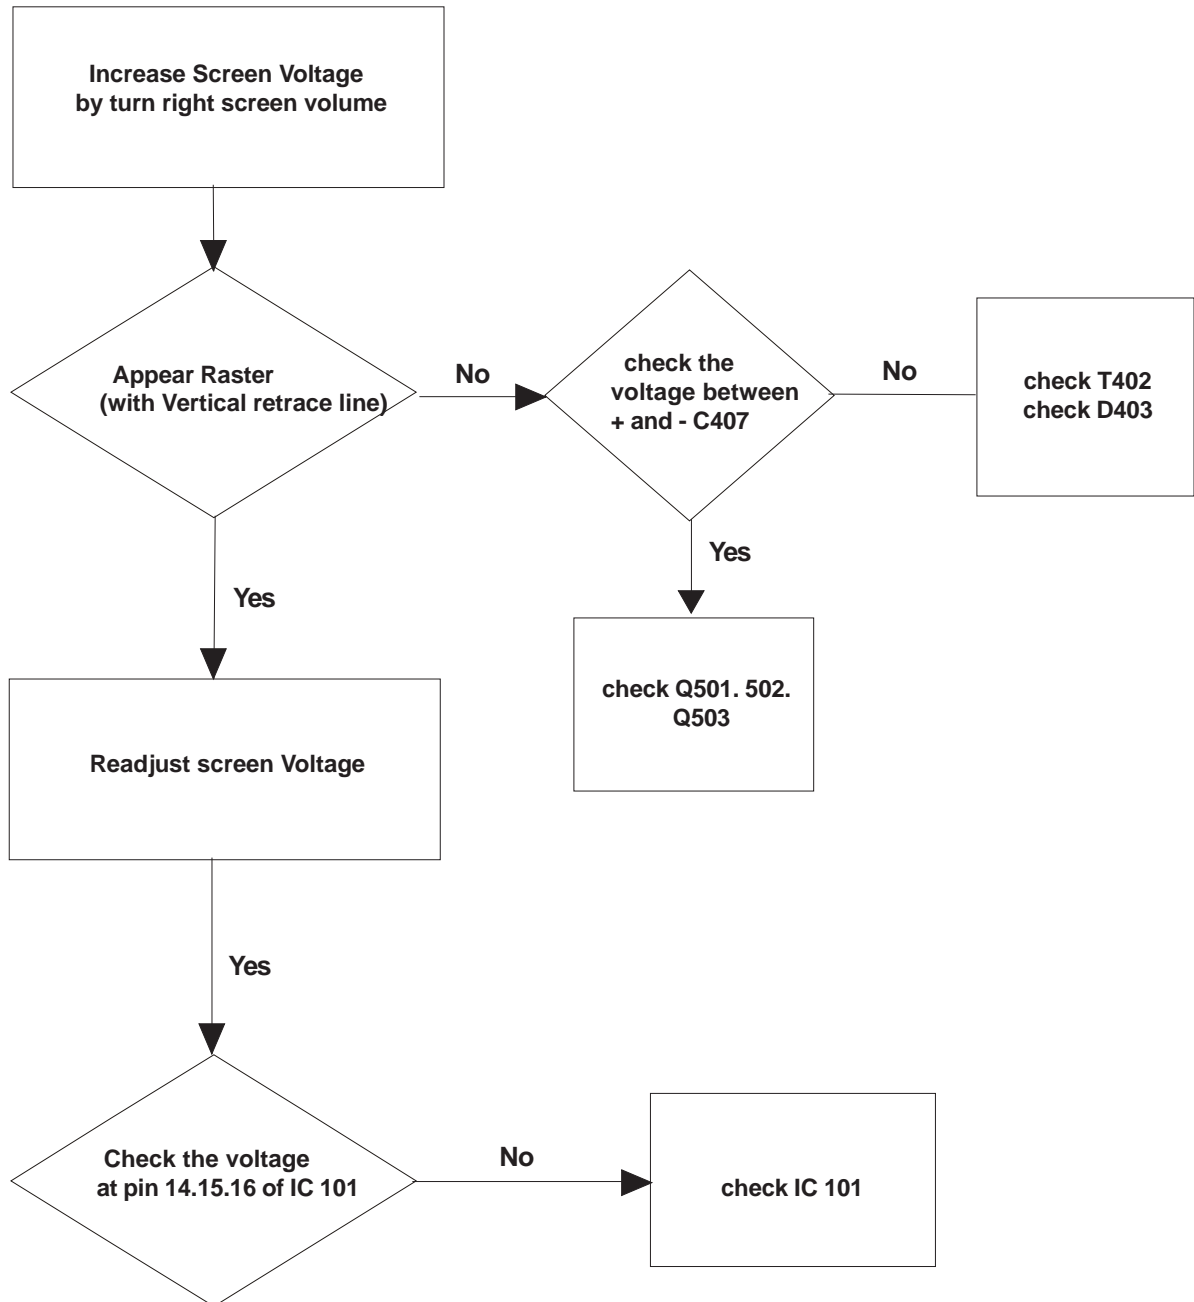 Increase Screen Voltage
by turn right screen volume
Appear Raster
(with Vertical retrace line)
No
check the
voltage between
+ and - C407
No
check T402
check D403
Yes
Yes
check Q501. 502.
Q503
Readjust screen Voltage
Yes
Check the voltage
at pin 14.15.16 of IC 101
No
check IC 101